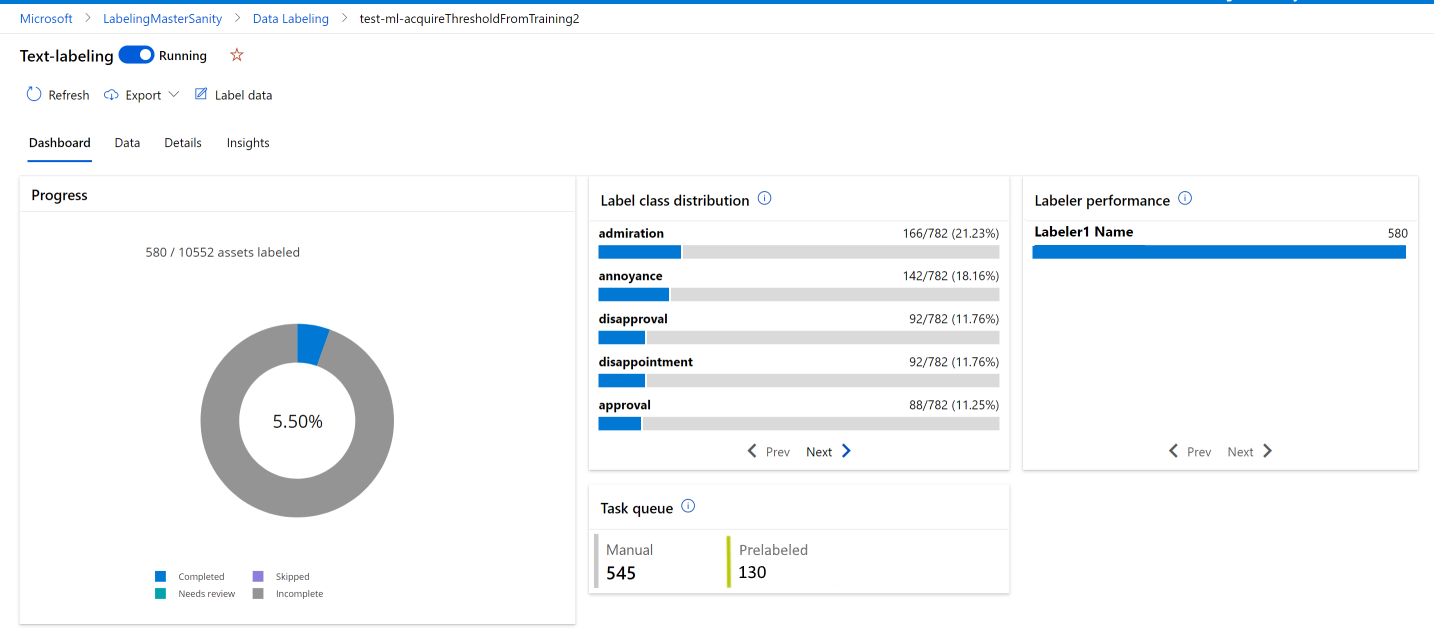 Microsoft > LabelingMasterSanity > Data Labeling > test-ml-acquireThresholdFromTraining2
Text-labeling Running
Refresh Export Label data
Dashboard Data Details Insights
Progress
580 / 10552 assets labeled
5.50%
Completed Skipped
Needs review Incomplete
Label class distribution
admiration 166/782 (21.23%)
annoyance 142/782 (18.16%)
disapproval 92/782 (11.76%)
disappointment 92/782 (11.76%)
approval 88/782 (11.25%)
Prev Next
Task queue
Manual Prelabeled
545 130
Labeler performance
Labeler1 Name 580
Prev Next